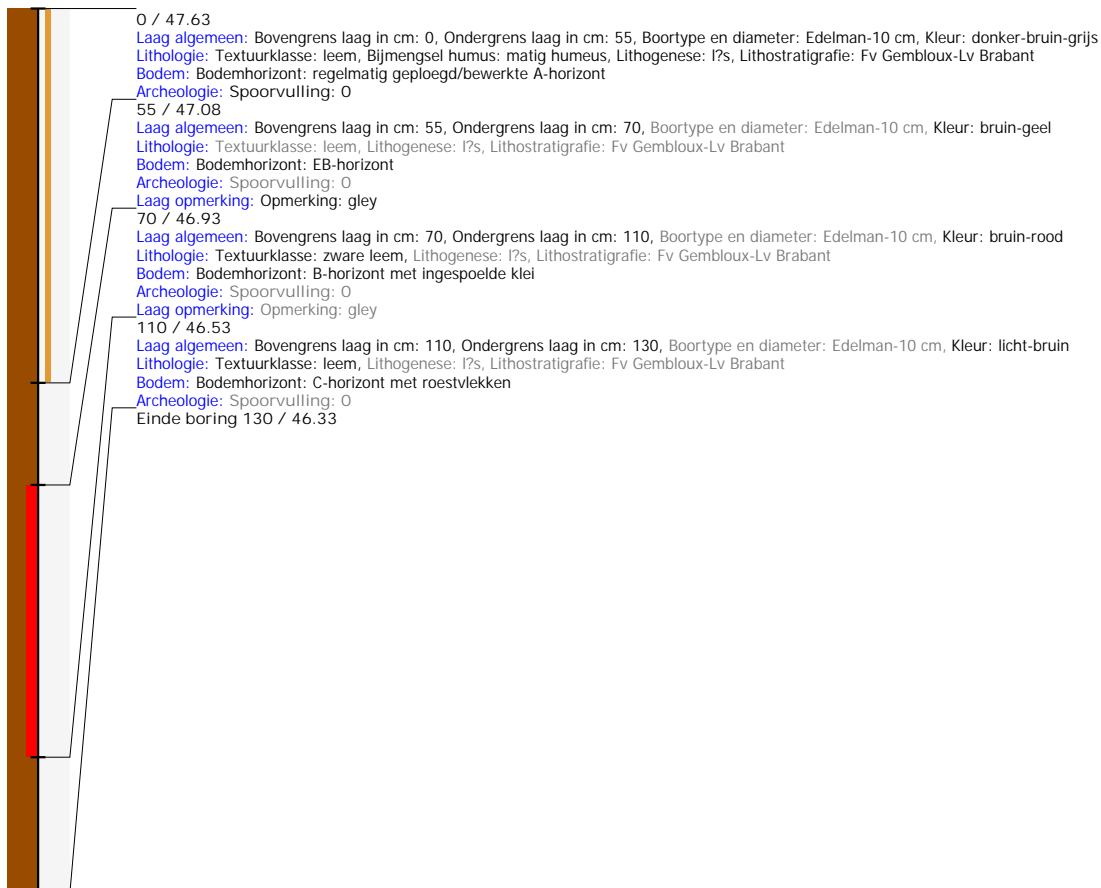 0 / 47.63
Laag algemeen: Bovengrens laag in cm: 0, Ondergrens laag in cm: 55, Boortype en diameter: Edelman-10 cm, Kleur: donker-bruin-grijs
Lithologie: Textuurklasse: leem, Bijmengsel humus: matig humeus, Lithogenese: l?s, Lithostratigrafie: Fv Gembloux-Lv Brabant
Bodem: Bodemhorizont: regelmatig geploegd/bewerkte A-horizont
Archeologie: Spoorvulling: 0
55 / 47.08
Laag algemeen: Bovengrens laag in cm: 55, Ondergrens laag in cm: 70, Boortype en diameter: Edelman-10 cm, Kleur: bruin-geel
Lithologie: Textuurklasse: leem, Lithogenese: l?s, Lithostratigrafie: Fv Gembloux-Lv Brabant
Bodem: Bodemhorizont: EB-horizont
Archeologie: Spoorvulling: 0
Laag opmerking: Opmerking: gley
70 / 46.93
Laag algemeen: Bovengrens laag in cm: 70, Ondergrens laag in cm: 110, Boortype en diameter: Edelman-10 cm, Kleur: bruin-rood
Lithologie: Textuurklasse: zware leem, Lithogenese: l?s, Lithostratigrafie: Fv Gembloux-Lv Brabant
Bodem: Bodemhorizont: B-horizont met ingespoelde klei
Archeologie: Spoorvulling: 0
Laag opmerking: Opmerking: gley
110 / 46.53
Laag algemeen: Bovengrens laag in cm: 110, Ondergrens laag in cm: 130, Boortype en diameter: Edelman-10 cm, Kleur: licht-bruin
Lithologie: Textuurklasse: leem, Lithogenese: l?s, Lithostratigrafie: Fv Gembloux-Lv Brabant
Bodem: Bodemhorizont: C-horizont met roestvlekken
Archeologie: Spoorvulling: 0
Einde boring 130 / 46.33